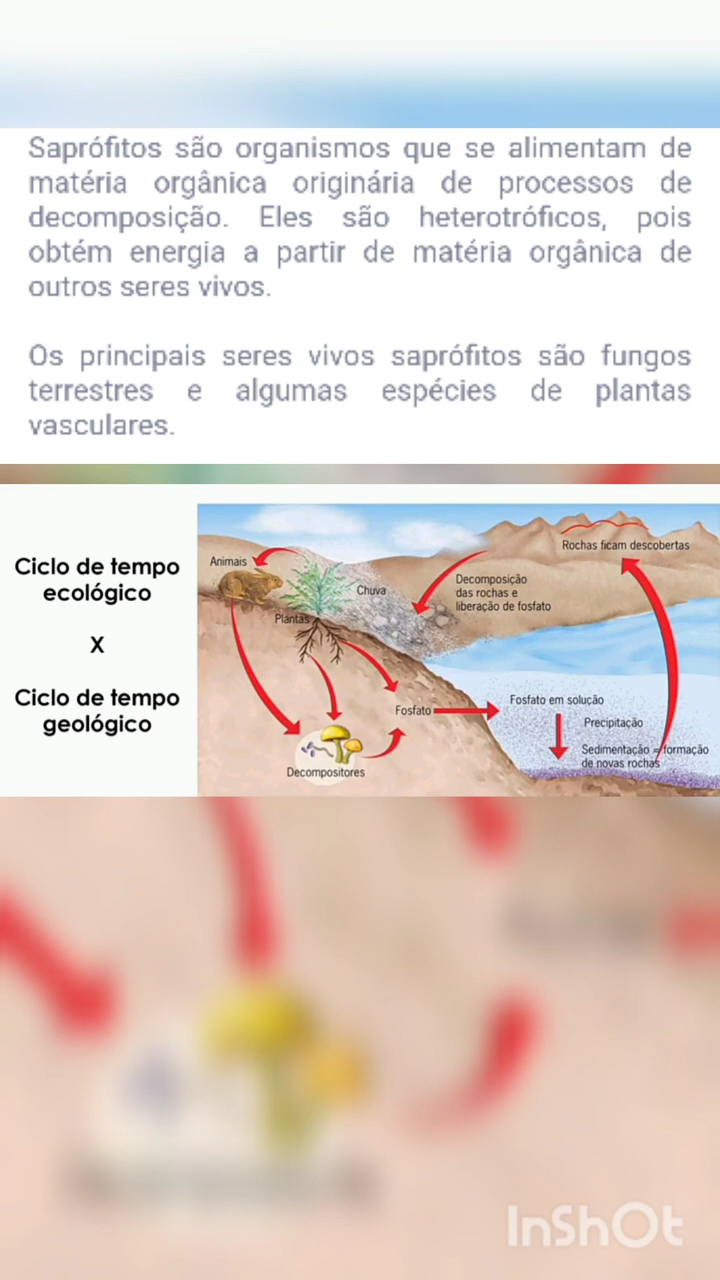 Saprófitos são organismos que se alimentam de
matéria orgânica originária de processos de
decomposição. Eles são heterotróficos, pois
obtém energia a partir de matéria orgânica de
outros seres vivos.
Os principais seres vivos saprófitos são fungos
terrestres e algumas espécies de plantas
vasculares.
Ciclo de tempo
ecológico
X
Ciclo de tempo
geológico
Rochas ficam descobertas
Animais
Decomposição
das rochas e
liberação de fosfato
Chuva
Plantas
Fosfato em solução
Fosfato
Precipitação
Sedimentação = formação
de novas rochas
Decompositores
InShOt